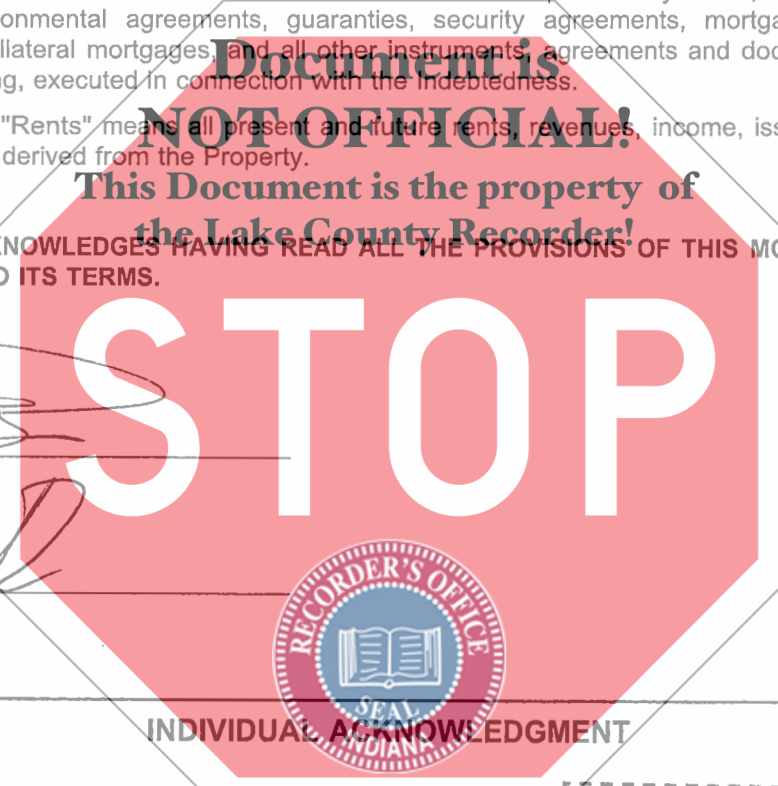 onmental agreements, guaranties, security agreements, mortga
llateral mortgages, and all other instruments, agreements and doc
g, executed in connection with the Indebtedness.
Document is
NOT OFFICIAL!
"Rents" means all present and future rents, revenues, income, iss
derived from the Property.
This Document is the property of
the Lake County Recorder!
KNOWLEDGES HAVING READ ALL THE PROVISIONS OF THIS MO
O ITS TERMS.
STOP
RECORDER'S OFFICE
SEAL
INDIANA
INDIVIDUAL ACKNOWLEDGMENT